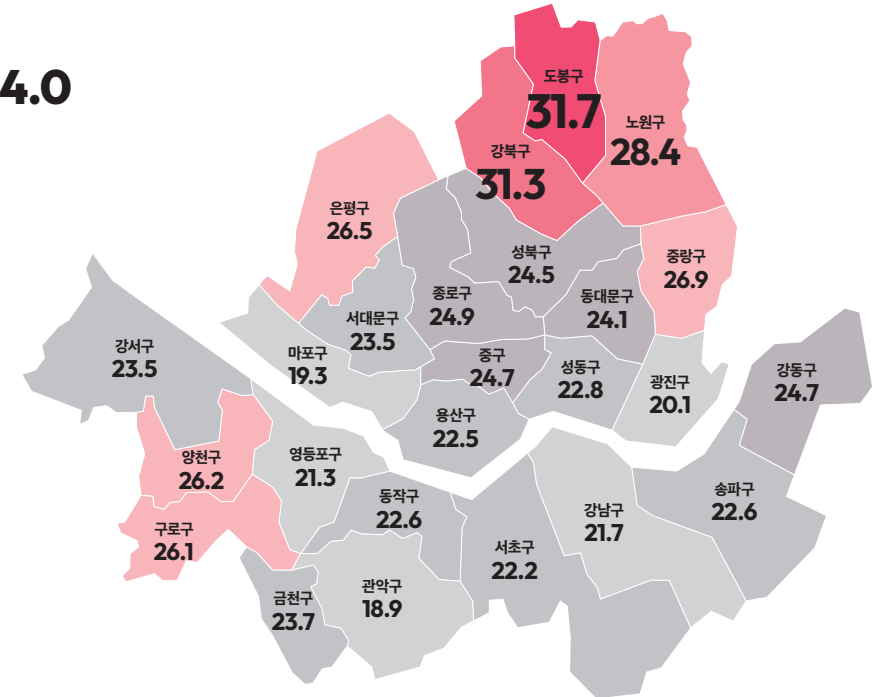 4.0
도봉구
31.7
노원구
28.4
강북구
31.3
은평구
26.5
성북구
24.5
중랑구
26.9
종로구
24.9
동대문구
24.1
서대문구
23.5
강서구
23.5
마포구
19.3
중구
24.7
성동구
22.8
광진구
20.1
강동구
24.7
용산구
22.5
양천구
26.2
영등포구
21.3
동작구
22.6
강남구
21.7
송파구
22.6
구로구
26.1
서초구
22.2
금천구
23.7
관악구
18.9